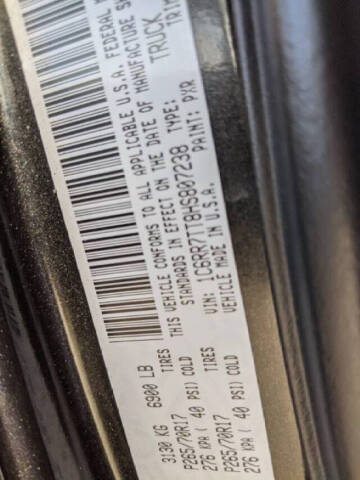 3130 KG 6900 LB
P265/70R17 TIRES
276 KPA ( 40 PSI) COLD
P265/70R17 TIRES
276 KPA ( 40 PSI) COLD
THIS VEHICLE CONFORMS TO ALL APPLICABLE U.S.A. FEDERAL
STANDARDS IN EFFECT ON THE DATE OF MANUFACTURE
VIN: 1C6RR7TT8HS807238 TYPE: TRUCK
PAINT: PXR TRIM
VEHICLE MADE IN U.S.A.